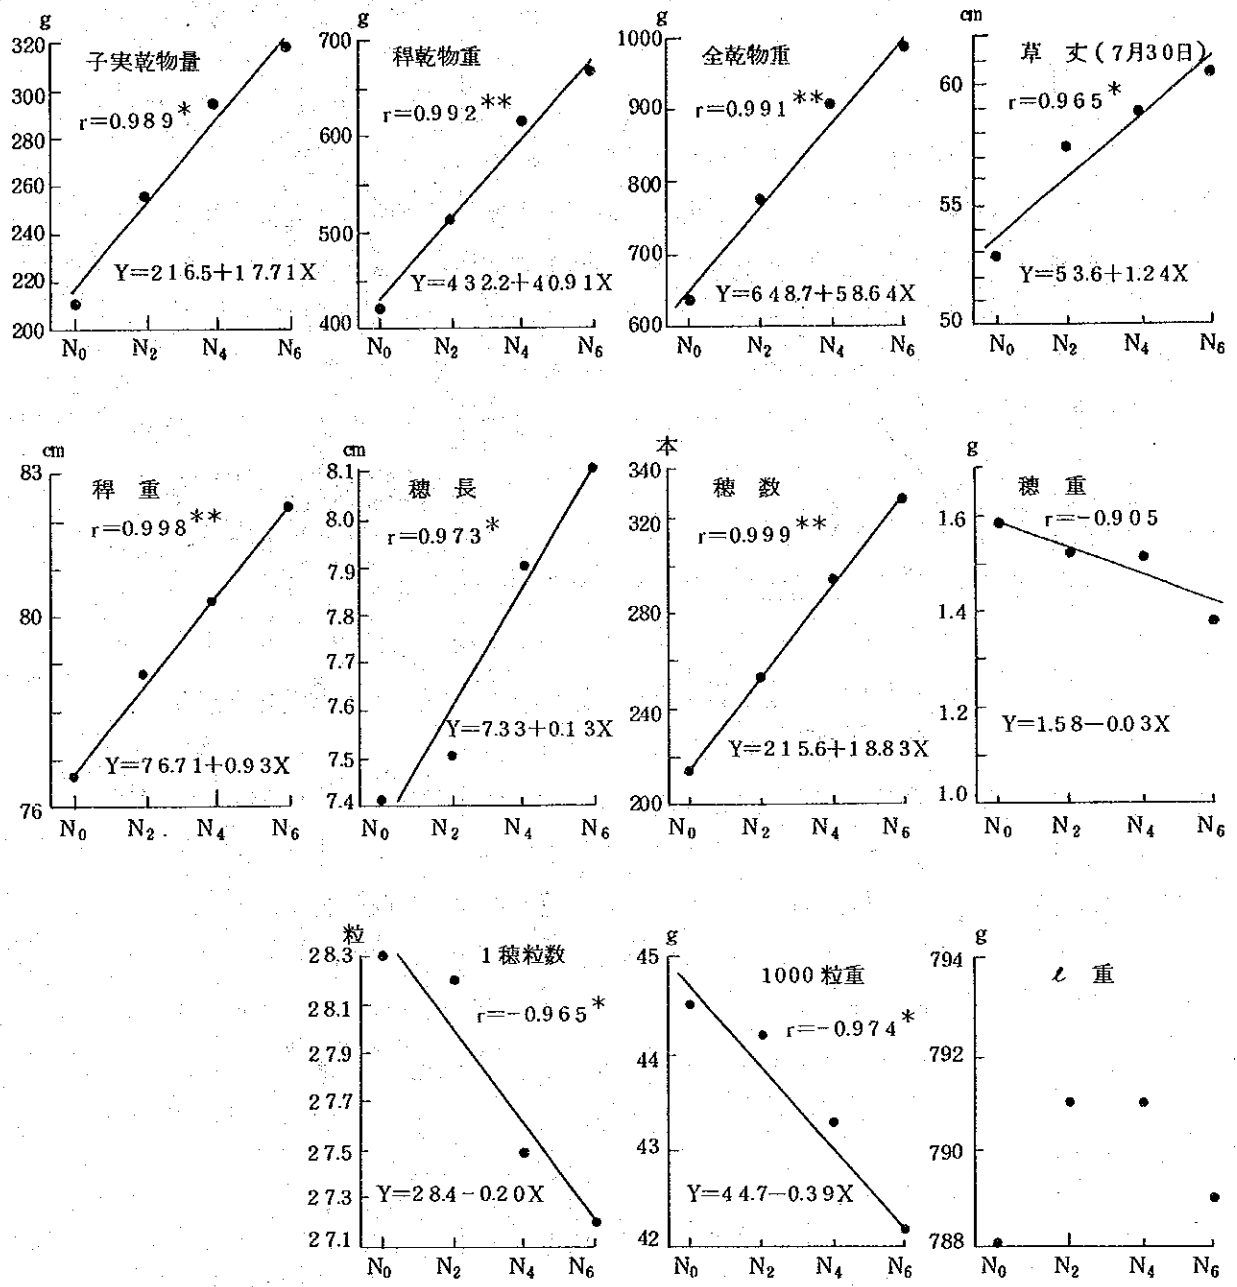 g
子実乾物量
r=0.989*
320
300
280
260
240
220
200
Y=216.5+17.71X
N0 N2 N4 N6
g
稈乾物重
r=0.992**
700
600
500
400
Y=432.2+40.91X
N0 N2 N4 N6
g
全乾物重
r=0.991**
1000
900
800
700
600
Y=648.7+58.64X
N0 N2 N4 N6
cm
草 丈(7月30日)
r=0.965*
60
55
50
Y=53.6+1.24X
N0 N2 N4 N6
cm
稈 重
r=0.998**
83
80
76
Y=76.71+0.93X
N0 N2 N4 N6
cm
穂 長
r=0.973*
8.1
8.0
7.9
7.8
7.7
7.6
7.5
7.4
Y=7.33+0.13X
N0 N2 N4 N6
本
穂 数
r=0.999**
340
320
280
240
200
Y=215.6+18.83X
N0 N2 N4 N6
g
穂 重
r=-0.905
1.6
1.4
1.2
1.0
Y=1.58-0.03X
N0 N2 N4 N6
粒
1穂粒数
r=-0.965*
28.3
28.1
27.9
27.7
27.5
27.3
27.1
Y=28.4-0.20X
N0 N2 N4 N6
g
1000粒重
r=-0.974*
45
44
43
42
Y=44.7-0.39X
N0 N2 N4 N6
g
ℓ 重
794
792
790
788
N0 N2 N4 N6